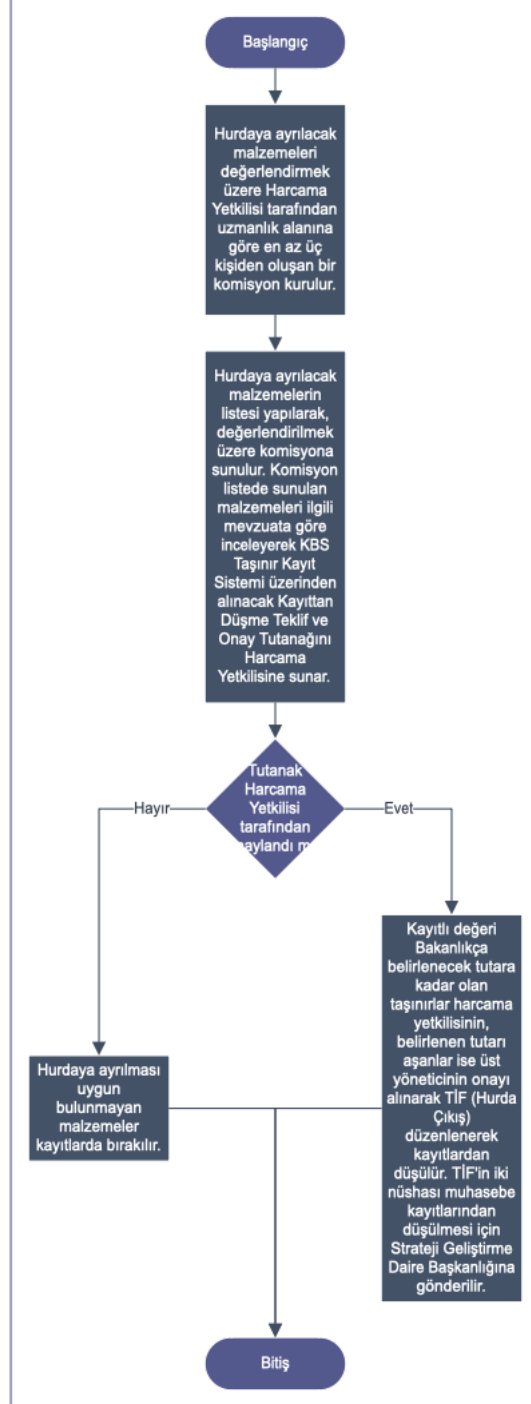 Başlangıç
Hurdaya ayrılacak
malzemeleri
değerlendirmek
üzere Harcama
Yetkilisi tarafından
uzmanlık alanına
göre en az üç
kişiden oluşan bir
komisyon kurulur.
Hurdaya ayrılacak
malzemelerin
listesi yapılarak,
değerlendirilmek
üzere komisyona
sunulur. Komisyon
listede sunulan
malzemeleri ilgili
mevzuata göre
inceleyerek KBS
Taşınır Kayıt
Sistemi üzerinden
alınacak Kayıttan
Düşme Teklif ve
Onay Tutanağını
Harcama
Yetkilisine sunar.
Tutanak
Harcama
Yetkilisi
tarafından
aylandı m
Hayır
Evet
Hurdaya ayrılması
uygun
bulunmayan
malzemeler
kayıtlarda bırakılır.
Kayıtlı değeri
Bakanlıkça
belirlenecek tutara
kadar olan
taşınırlar harcama
yetkilisinin,
belirlenen tutarı
aşanlar ise üst
yöneticinin onayı
alınarak TİF (Hurda
Çıkış)
düzenlenerek
kayıtlardan
düşülür. TİF'in iki
nüshası muhasebe
kayıtlarından
düşülmesi için
Strateji Geliştirme
Daire Başkanlığına
gönderilir.
Bitiş